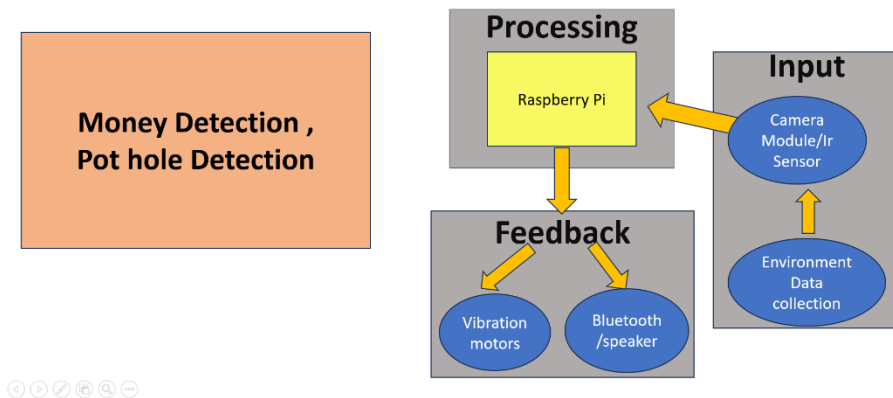 Money Detection ,
Pot hole Detection
Processing
Raspberry Pi
Input
Camera
Module/Ir
Sensor
Environment
Data
collection
Feedback
Vibration
motors
Bluetooth
/speaker